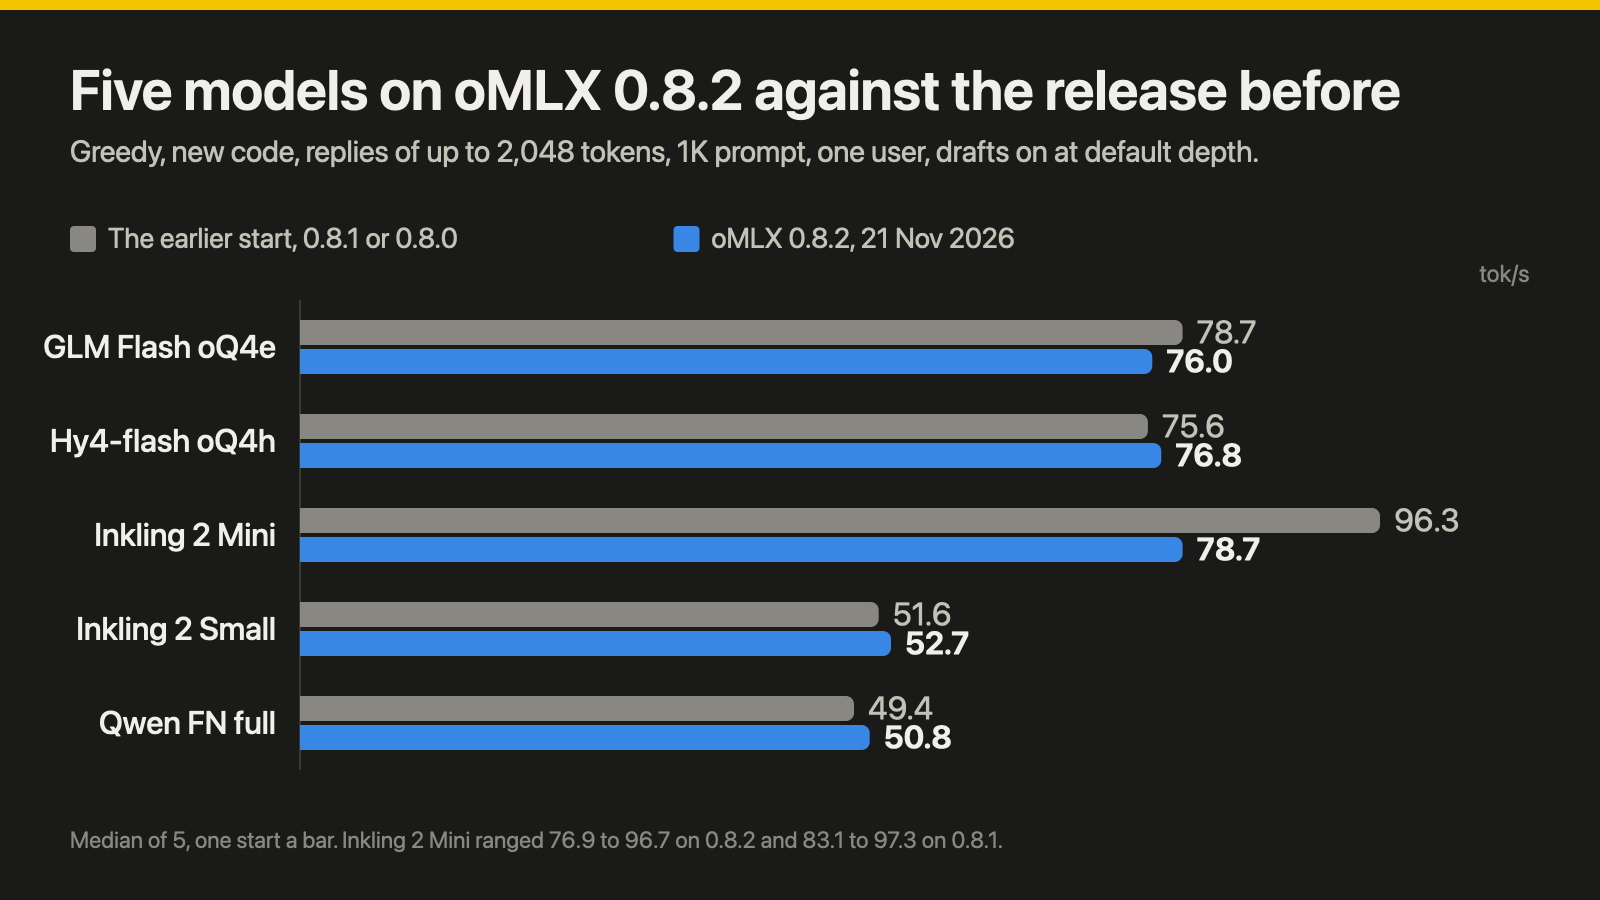 Five models on oMLX 0.8.2 against the release before
Greedy, new code, replies of up to 2,048 tokens, 1K prompt, one user, drafts on at default depth.
The earlier start, 0.8.1 or 0.8.0
oMLX 0.8.2, 21 Nov 2026
tok/s
GLM Flash oQ4e
78.7
76.0
Hy4-flash oQ4h
75.6
76.8
Inkling 2 Mini
96.3
78.7
Inkling 2 Small
51.6
52.7
Qwen FN full
49.4
50.8
Median of 5, one start a bar. Inkling 2 Mini ranged 76.9 to 96.7 on 0.8.2 and 83.1 to 97.3 on 0.8.1.